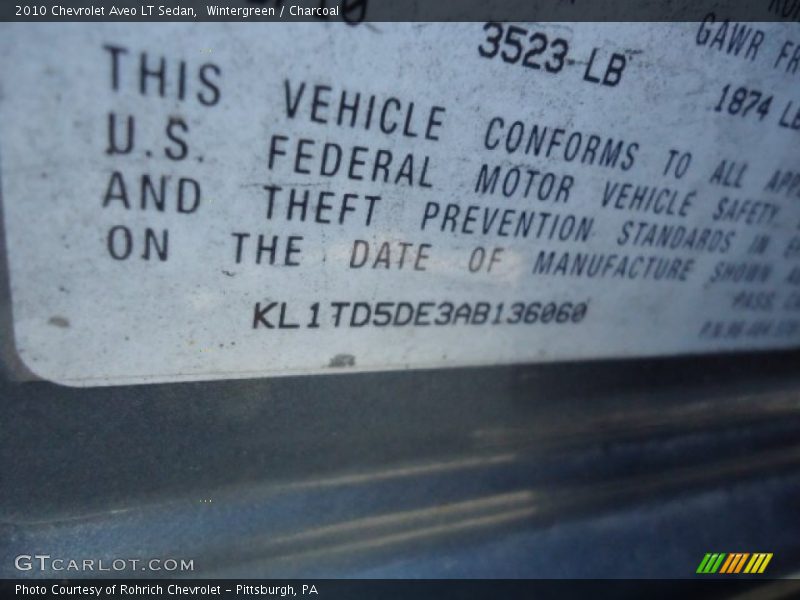 2010 Chevrolet Aveo LT Sedan, Wintergreen / Charcoal
3523 LB
GAWR FR
1874 LB
THIS VEHICLE CONFORMS TO ALL
U.S. FEDERAL MOTOR VEHICLE SAFETY
AND THEFT PREVENTION STANDARDS IN
ON THE DATE OF MANUFACTURE SHOWN
KL1TD5DE3AB136060
PASS
GTCARLOT.COM
Photo Courtesy of Rohrich Chevrolet – Pittsburgh, PA